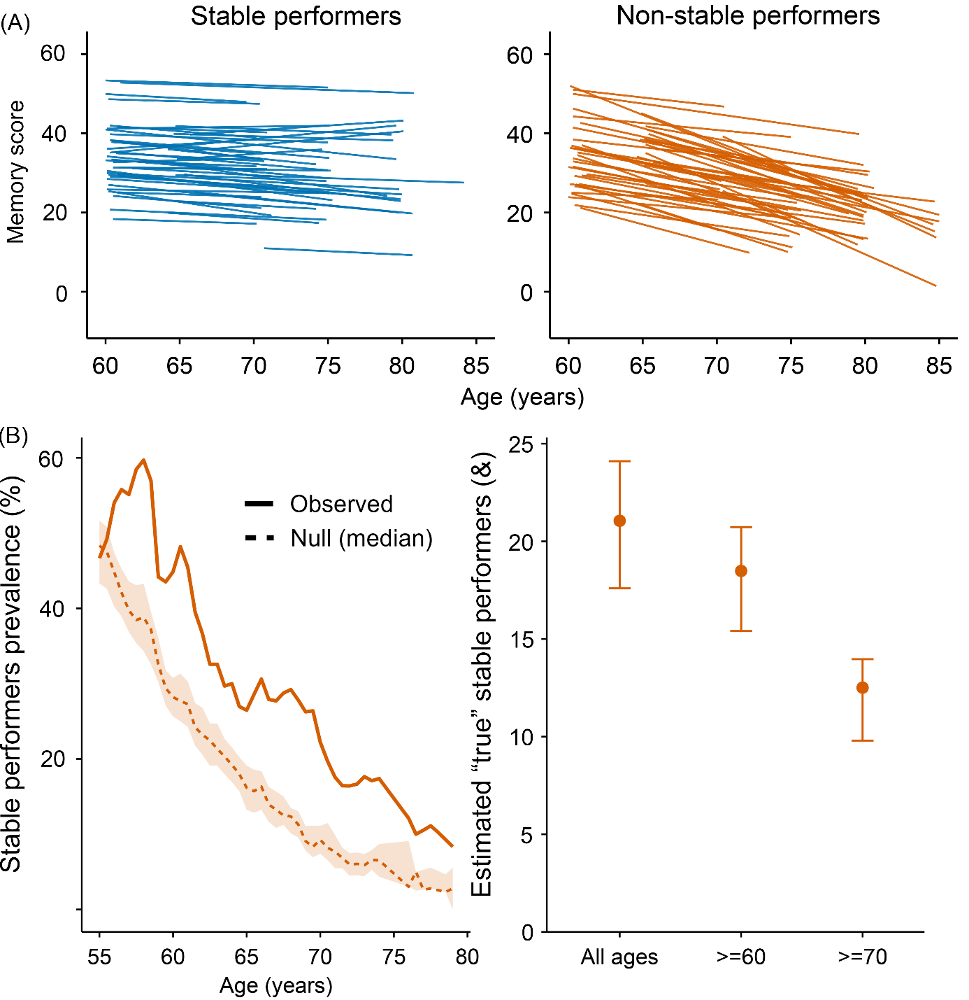 (A)
Stable performers
Non-stable performers
Memory score
60
40
20
0
60
40
20
0
60 65 70 75 80 85
60 65 70 75 80 85
Age (years)
(B)
Stable performers prevalence (%)
60
40
20
Observed
Null (median)
55 60 65 70 75 80
Age (years)
Estimated “true” stable performers (&)
25
20
15
10
5
0
All ages >=60 >=70